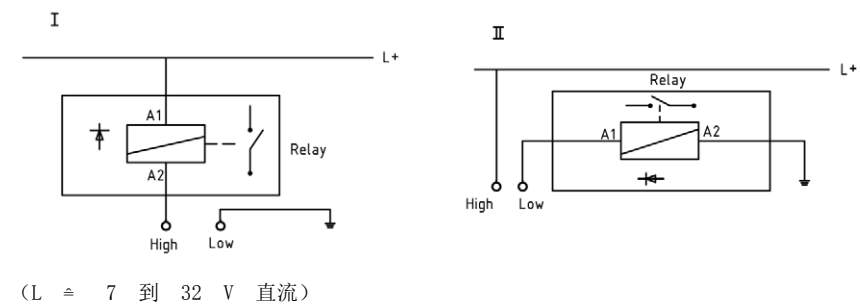 I
L+
A1
A2
Relay
High
Low
II
L+
Relay
A1
A2
High
Low
(L ≙ 7 到 32 V 直流)